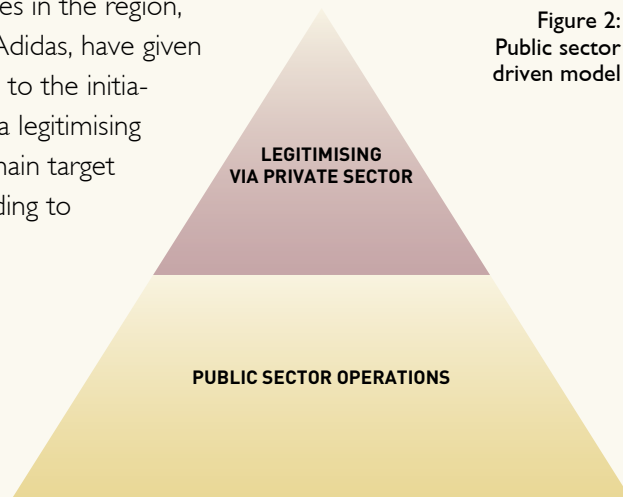 es in the region,
Adidas, have given
to the initia-
a legitimising
main target
ding to
Figure 2:
Public sector
driven model
LEGITIMISING
VIA PRIVATE SECTOR
PUBLIC SECTOR OPERATIONS